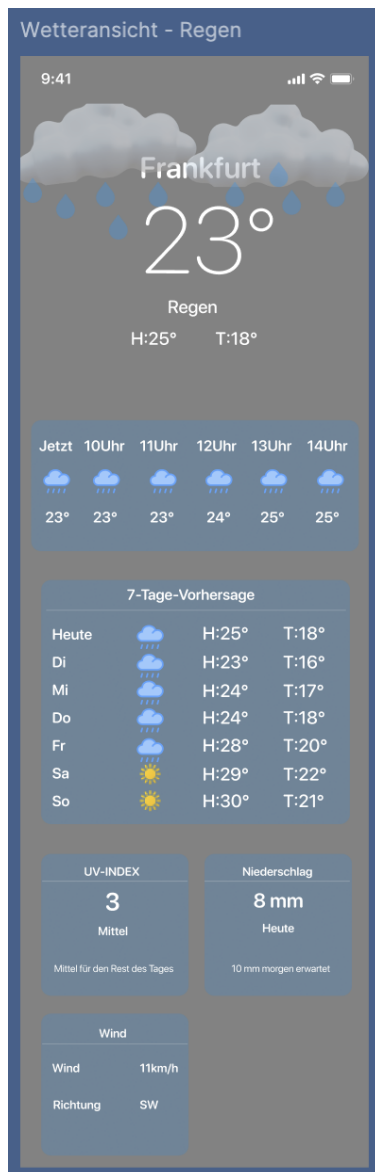 Wetteransicht - Regen
9:41
Frankfurt
23°
Regen
H:25° T:18°
Jetzt 10Uhr 11Uhr 12Uhr 13Uhr 14Uhr
23° 23° 23° 24° 25° 25°
7-Tage-Vorhersage
Heute H:25° T:18°
Di H:23° T:16°
Mi H:24° T:17°
Do H:24° T:18°
Fr H:28° T:20°
Sa H:29° T:22°
So H:30° T:21°
UV-INDEX
3
Mittel
Mittel für den Rest des Tages
Niederschlag
8 mm
Heute
10 mm morgen erwartet
Wind
Wind 11km/h
Richtung SW